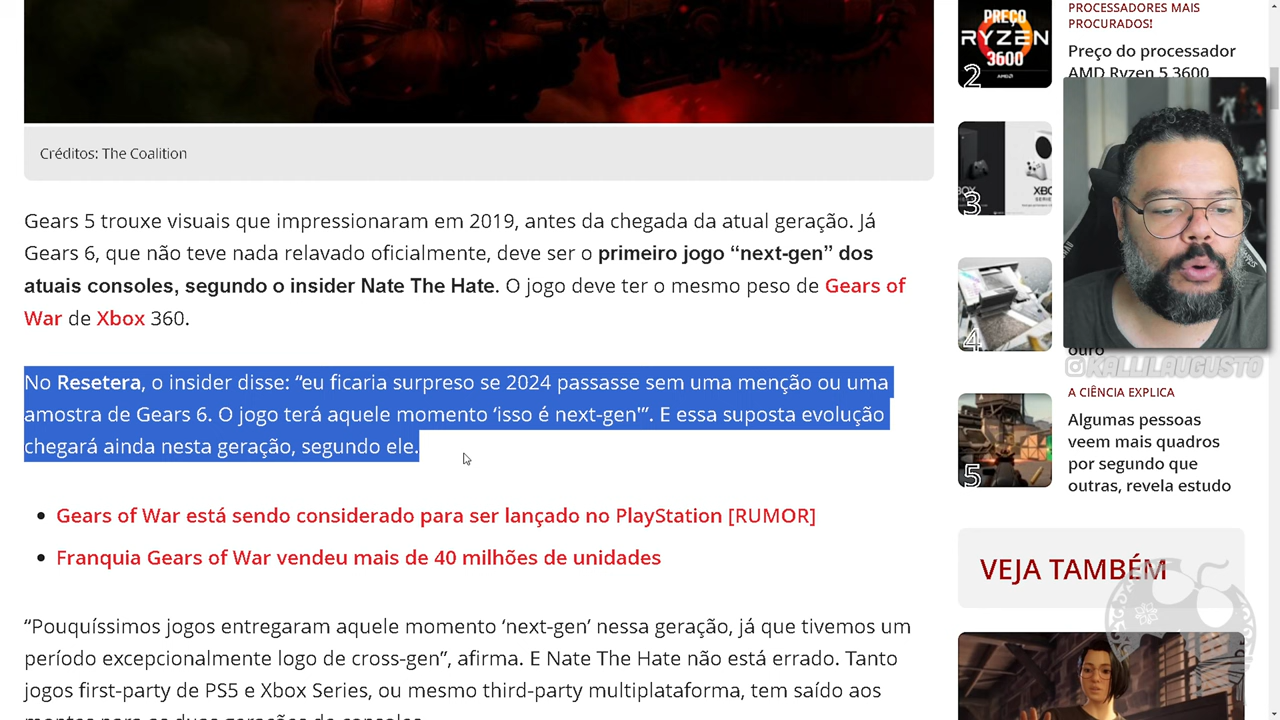 Créditos: The Coalition
Gears 5 trouxe visuais que impressionaram em 2019, antes da chegada da atual geração. Já
Gears 6, que não teve nada relavado oficialmente, deve ser o primeiro jogo “next-gen” dos
atuais consoles, segundo o insider Nate The Hate. O jogo deve ter o mesmo peso de Gears of
War de Xbox 360.
No Resetera, o insider disse: “eu ficaria surpreso se 2024 passasse sem uma menção ou uma
amostra de Gears 6. O jogo terá aquele momento ‘isso é next-gen’”. E essa suposta evolução
chegará ainda nesta geração, segundo ele.
Gears of War está sendo considerado para ser lançado no PlayStation [RUMOR]
Franquia Gears of War vendeu mais de 40 milhões de unidades
“Pouquíssimos jogos entregaram aquele momento ‘next-gen’ nessa geração, já que tivemos um
período excepcionalmente logo de cross-gen”, afirma. E Nate The Hate não está errado. Tanto
jogos first-party de PS5 e Xbox Series, ou mesmo third-party multiplataforma, tem saído aos
montes para as duas gerações de consoles.
PROCESSADORES MAIS
PROCURADOS!
PREÇO
RYZEN
3600
AMD
2
Preço do processador
AMD Ryzen 5 3600
3
4
ouro
@KALLILAUGUSTO
A CIÊNCIA EXPLICA
Algumas pessoas
veem mais quadros
por segundo que
outras, revela estudo
5
VEJA TAMBÉM